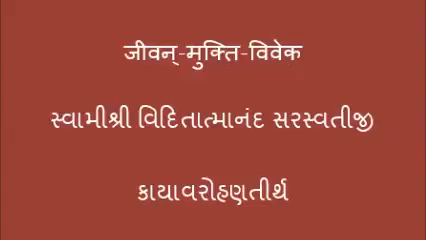 जीवन्-मुक्ति-विवेक
સ્વામીશ્રી વિદિતાત્માનંદ સરસ્વતીજી
કાયાવરોહણતીર્થ